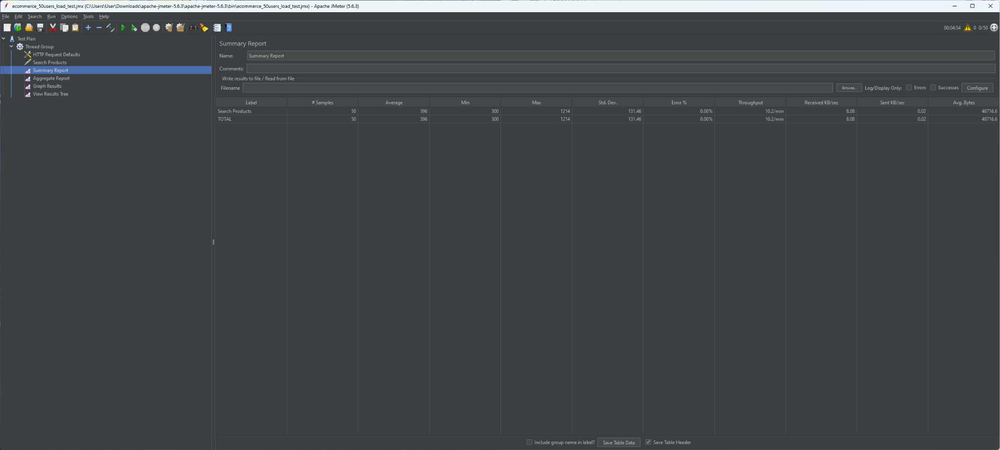 ecommerce_50users_load_test.jmx (C:\Users\User\Downloads\apache-jmeter-5.6.3\apache-jmeter-5.6.3\bin\ecommerce_50users_load_test.jmx) - Apache JMeter (5.6.3)
File Edit Search Run Options Tools Help
00:04:54 0 0/50
Test Plan
Thread Group
HTTP Request Defaults
Search Products
Summary Report
Aggregate Report
Graph Results
View Results Tree
Summary Report
Name: Summary Report
Comments:
Write results to file / Read from file
Filename Browse... Log/Display Only: Errors Successes Configure
Label # Samples Average Min Max Std. Dev. Error % Throughput Received KB/sec Sent KB/sec Avg. Bytes
Search Products 50 396 300 1214 131.46 0.00% 10.2/min 8.08 0.02 48716.6
TOTAL 50 396 300 1214 131.46 0.00% 10.2/min 8.08 0.02 48716.6
Include group name in label? Save Table Data Save Table Header